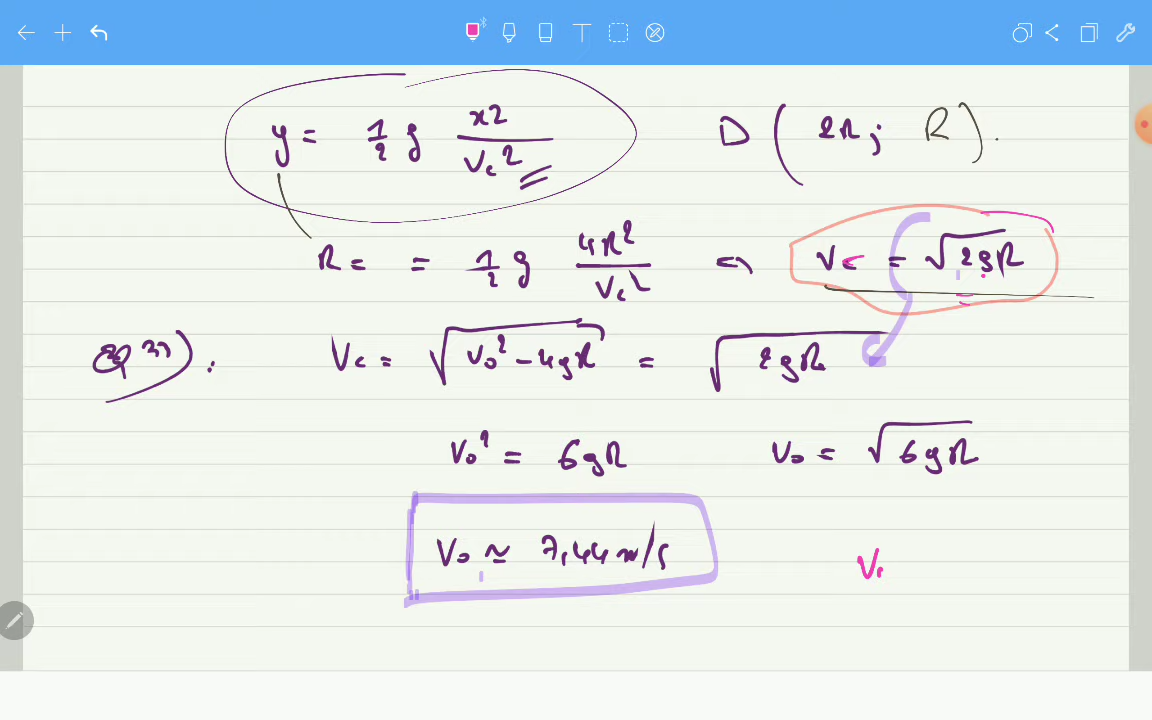 y = 1/2 g x2/Vc2 D ( 2R; R ).
R = = 1/2 g 4R²/Vc² ⇒ Vc = √2gR
: Vc = √V0² - 4gR = √2gR
V0² = 6gR V0 = √6gR
V0 ≃ 7,44 m/s V